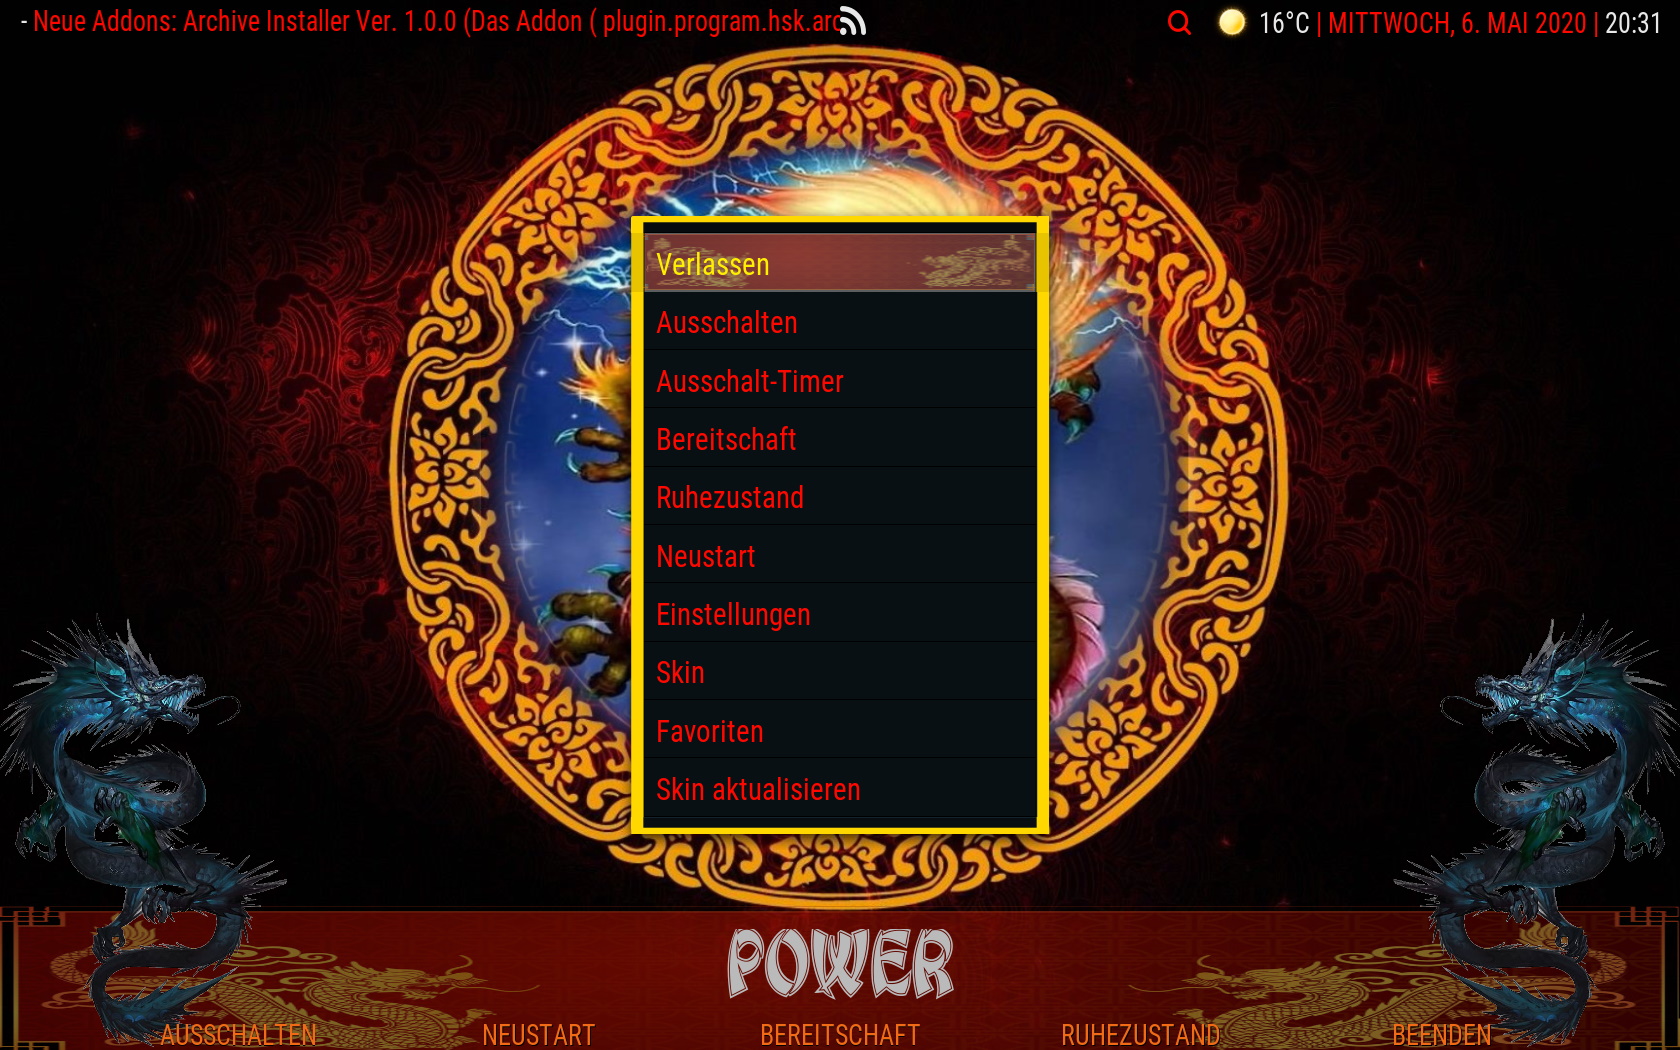 - Neue Addons: Archive Installer Ver. 1.0.0 (Das Addon ( plugin.program.hsk.arc
16°C | MITTWOCH, 6. MAI 2020 | 20:31
Verlassen
Ausschalten
Ausschalt-Timer
Bereitschaft
Ruhezustand
Neustart
Einstellungen
Skin
Favoriten
Skin aktualisieren
POWER
AUSSCHALTEN NEUSTART BEREITSCHAFT RUHEZUSTAND BEENDEN